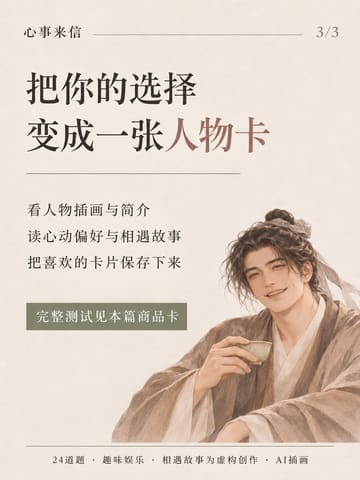 心事来信
3/3
把你的选择
变成一张人物卡
看人物插画与简介
读心动偏好与相遇故事
把喜欢的卡片保存下来
完整测试见本篇商品卡
24道题 · 趣味娱乐 · 相遇故事为虚构创作 · AI插画